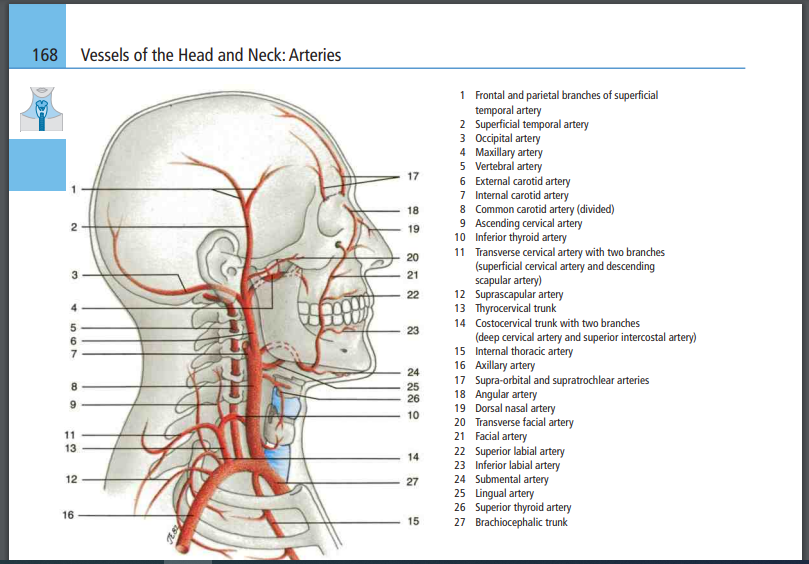 168 Vessels of the Head and Neck: Arteries
1 Frontal and parietal branches of superficial
temporal artery
2 Superficial temporal artery
3 Occipital artery
4 Maxillary artery
5 Vertebral artery
6 External carotid artery
7 Internal carotid artery
8 Common carotid artery (divided)
9 Ascending cervical artery
10 Inferior thyroid artery
11 Transverse cervical artery with two branches
(superficial cervical artery and descending
scapular artery)
12 Suprascapular artery
13 Thyrocervical trunk
14 Costocervical trunk with two branches
(deep cervical artery and superior intercostal artery)
15 Internal thoracic artery
16 Axillary artery
17 Supra-orbital and supratrochlear arteries
18 Angular artery
19 Dorsal nasal artery
20 Transverse facial artery
21 Facial artery
22 Superior labial artery
23 Inferior labial artery
24 Submental artery
25 Lingual artery
26 Superior thyroid artery
27 Brachiocephalic trunk
1
2
3
4
5
6
7
8
9
11
13
12
16
17
18
19
20
21
22
23
24
25
26
10
14
27
15